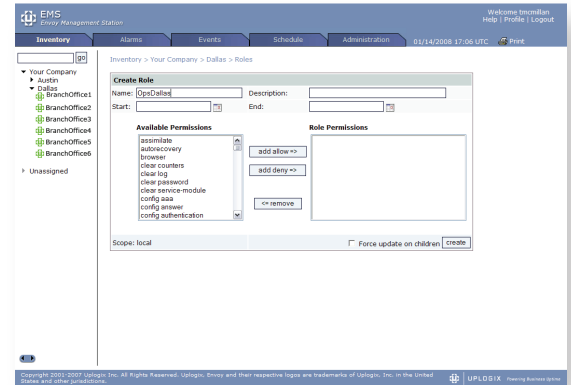 EMS
Envoy Management Station
Welcome tmcmillan
Help | Profile | Logout
Inventory
Alarms
Events
Schedule
Administration
01/14/2008 17:06 UTC
Print
go
Inventory > Your Company > Dallas > Roles
Your Company
Austin
Dallas
BranchOffice1
BranchOffice2
BranchOffice3
BranchOffice4
BranchOffice5
BranchOffice6
Unassigned
Create Role
Name: OpsDallas
Description:
Start:
End:
Available Permissions
Role Permissions
assimilate
autorecovery
browser
clear counters
clear log
clear password
clear service-module
config aaa
config answer
config authentication
add allow =>
add deny =>
<= remove
Scope: local
Force update on children
create
Copyright 2001-2007 Uplogix Inc. All Rights Reserved. Uplogix, Envoy and their respective logos are trademarks of Uplogix, Inc. in the United
States and other jurisdictions.
UPLOGIX Powering Business Uptime